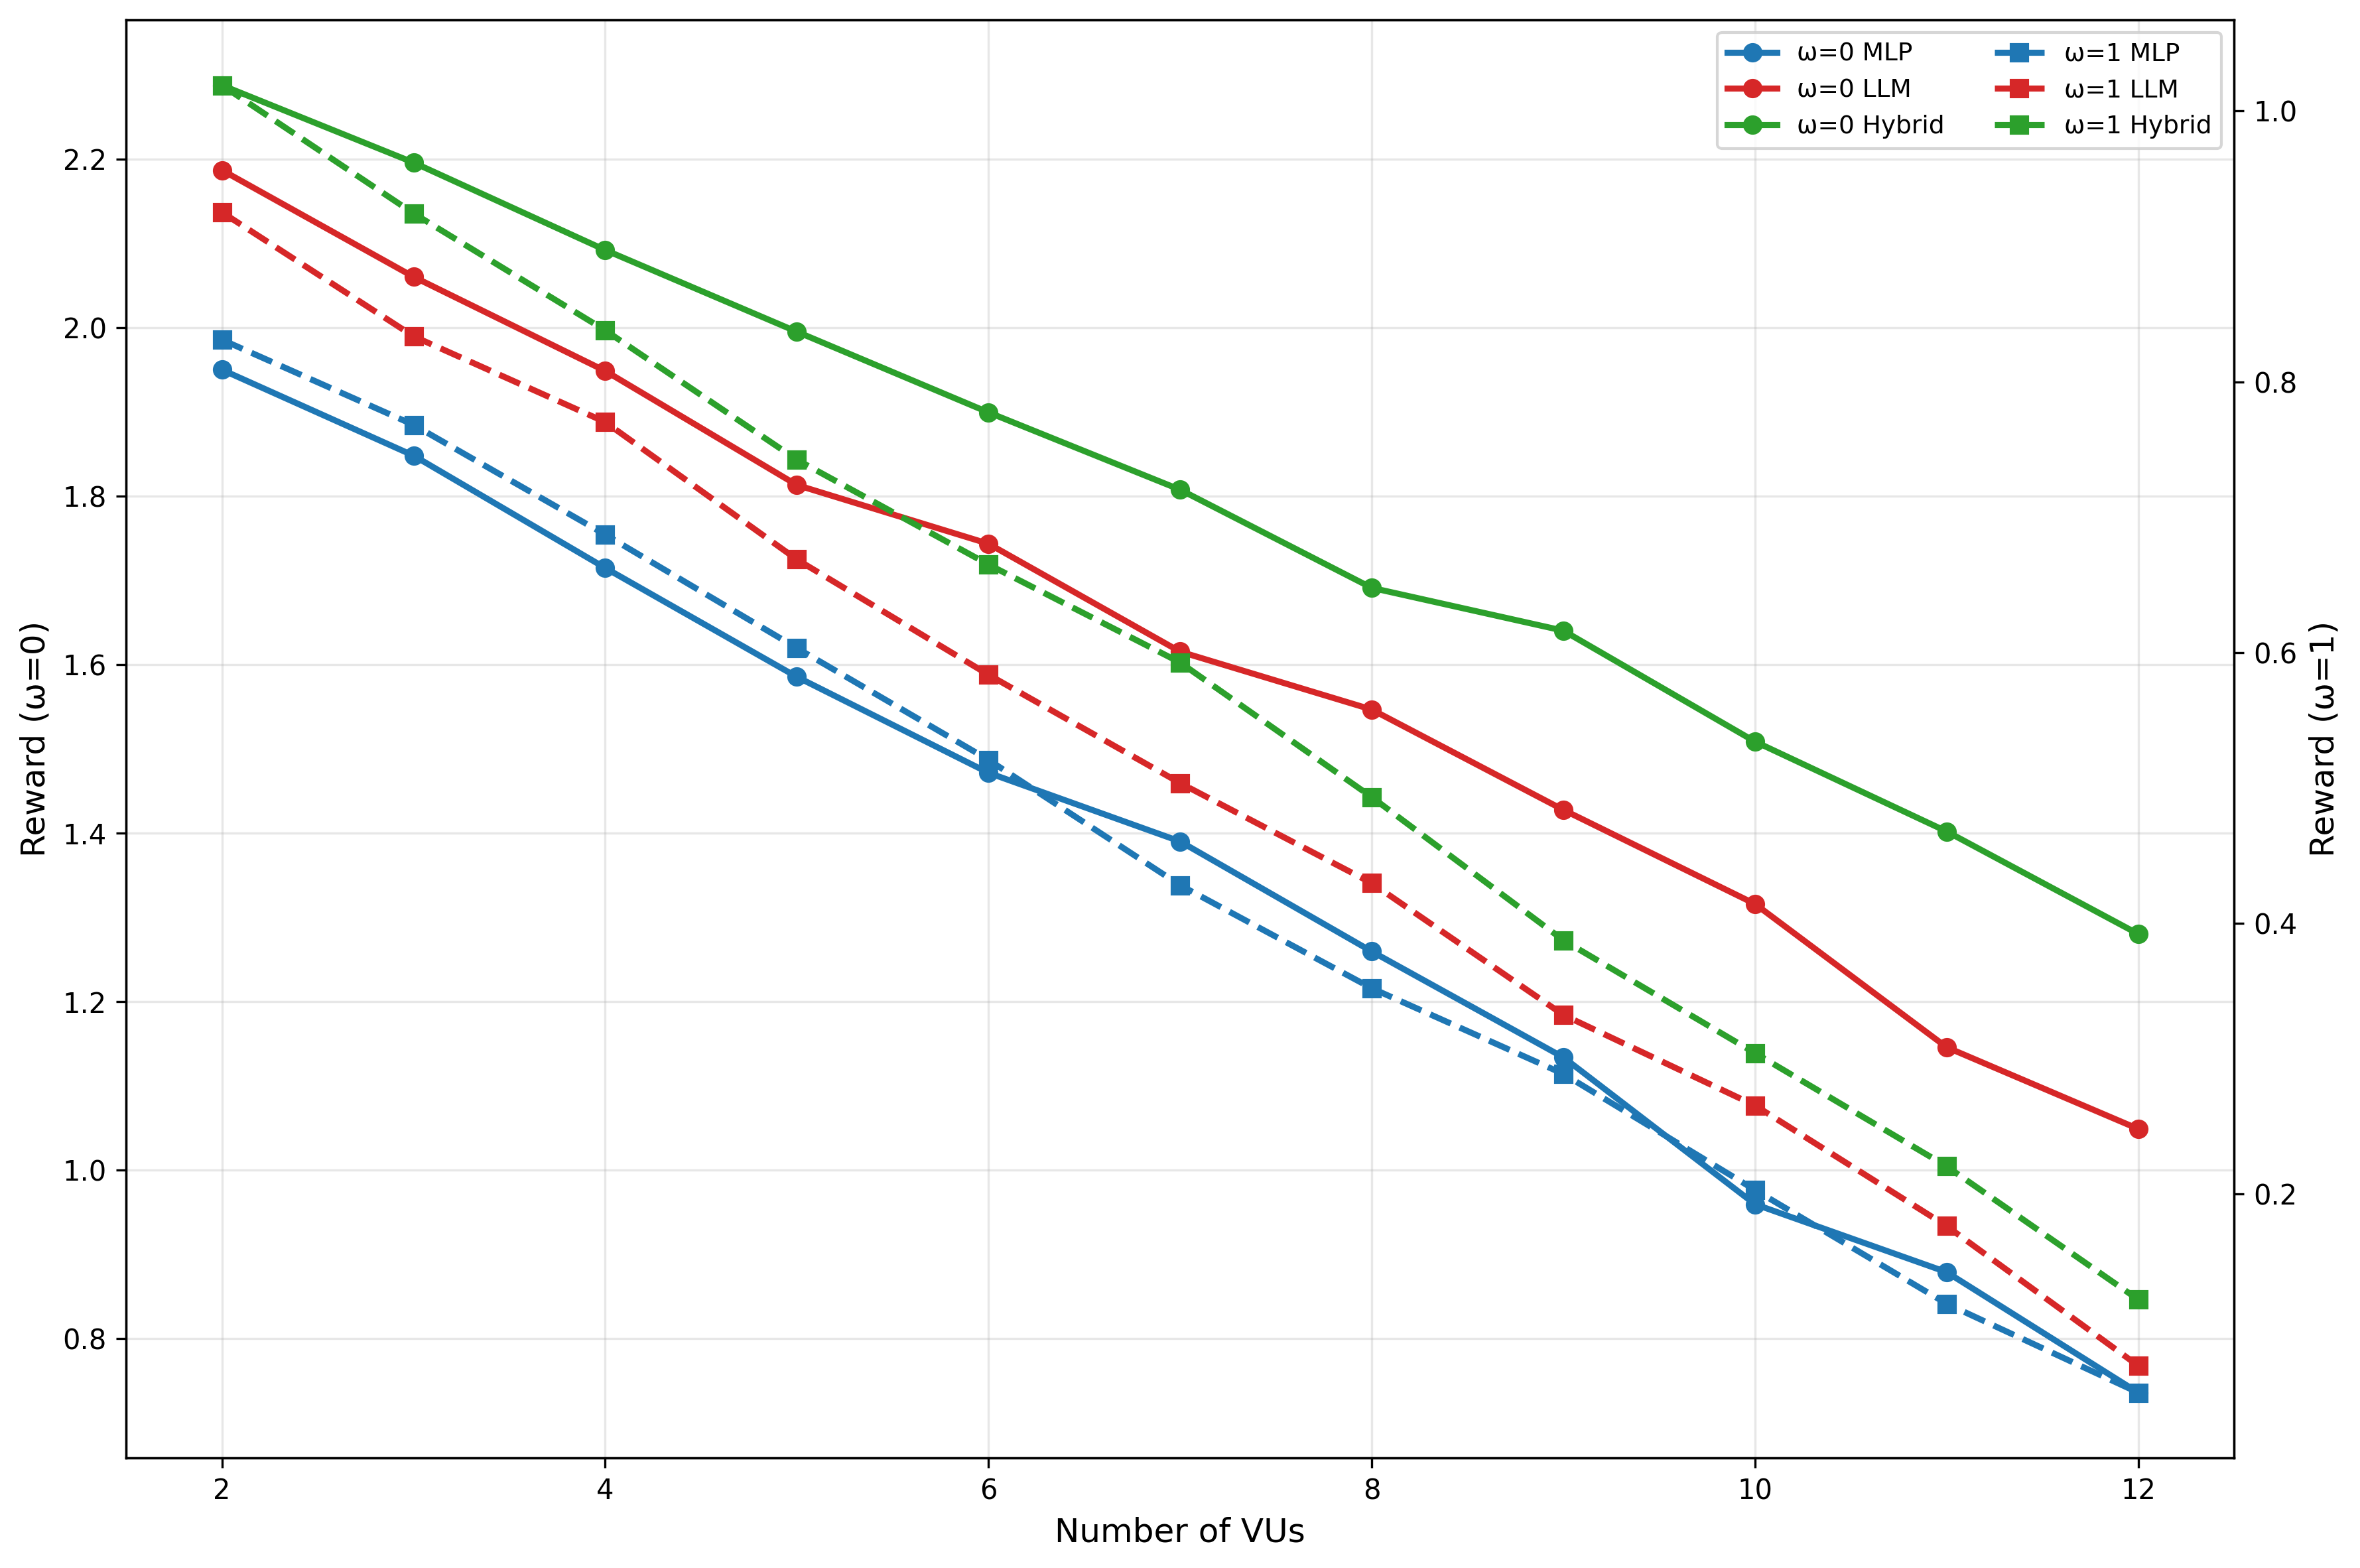 ω=0 MLP
ω=0 LLM
ω=0 Hybrid
ω=1 MLP
ω=1 LLM
ω=1 Hybrid
Reward (ω=0)
2.2
2.0
1.8
1.6
1.4
1.2
1.0
0.8
1.0
0.8
0.6
0.4
0.2
Reward (ω=1)
2 4 6 8 10 12
Number of VUs